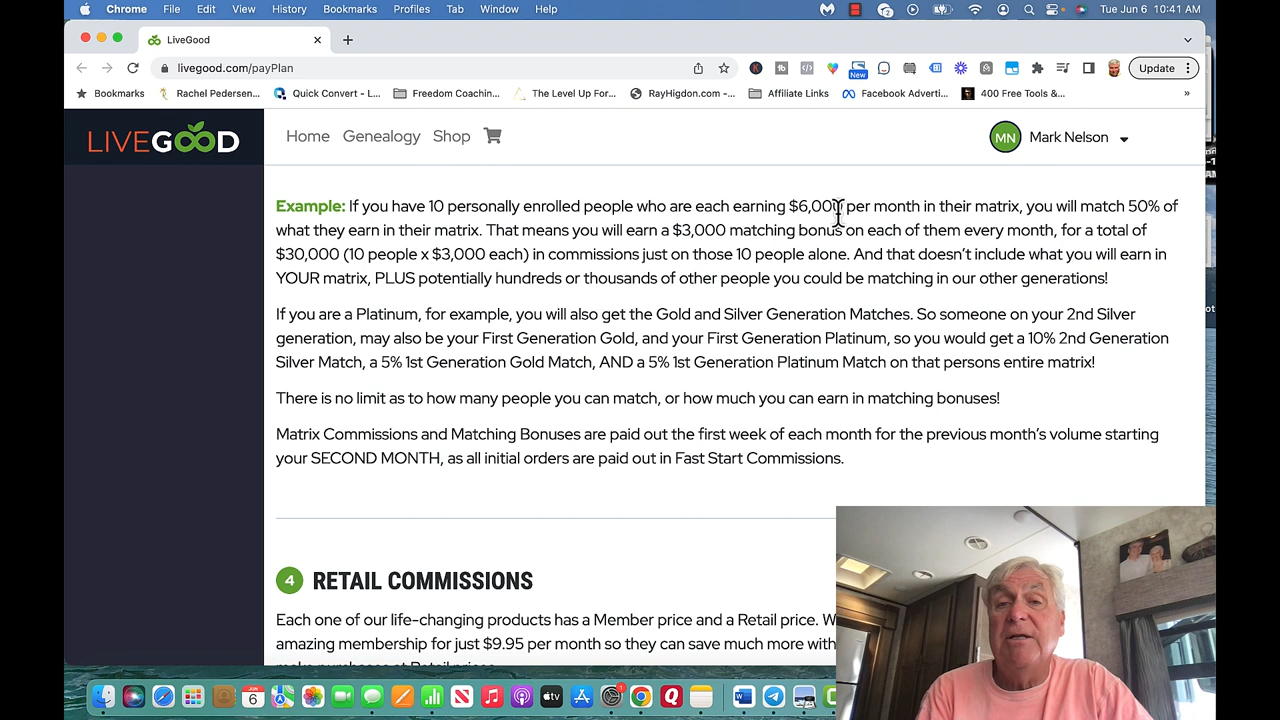 Chrome File Edit View History Bookmarks Profiles Tab Window Help 2 Tue Jun 6 10:41 AM
LiveGood
livegood.com/payPlan New Update
Bookmarks Rachel Pedersen... Quick Convert - L... Freedom Coachin... The Level Up For... RayHigdon.com -... Affiliate Links Facebook Adverti... 400 Free Tools &... »
LIVEGOOD Home Genealogy Shop MN Mark Nelson
Example: If you have 10 personally enrolled people who are each earning $6,000 per month in their matrix, you will match 50% of
what they earn in their matrix. That means you will earn a $3,000 matching bonus on each of them every month, for a total of
$30,000 (10 people x $3,000 each) in commissions just on those 10 people alone. And that doesn't include what you will earn in
YOUR matrix, PLUS potentially hundreds or thousands of other people you could be matching in our other generations!
If you are a Platinum, for example, you will also get the Gold and Silver Generation Matches. So someone on your 2nd Silver
generation, may also be your First Generation Gold, and your First Generation Platinum, so you would get a 10% 2nd Generation
Silver Match, a 5% 1st Generation Gold Match, AND a 5% 1st Generation Platinum Match on that persons entire matrix!
There is no limit as to how many people you can match, or how much you can earn in matching bonuses!
Matrix Commissions and Matching Bonuses are paid out the first week of each month for the previous month's volume starting
your SECOND MONTH, as all initial orders are paid out in Fast Start Commissions.
4 RETAIL COMMISSIONS
Each one of our life-changing products has a Member price and a Retail price. W
amazing membership for just $9.95 per month so they can save much more with
make purchases at Retail prices
JUN
6
tv
1